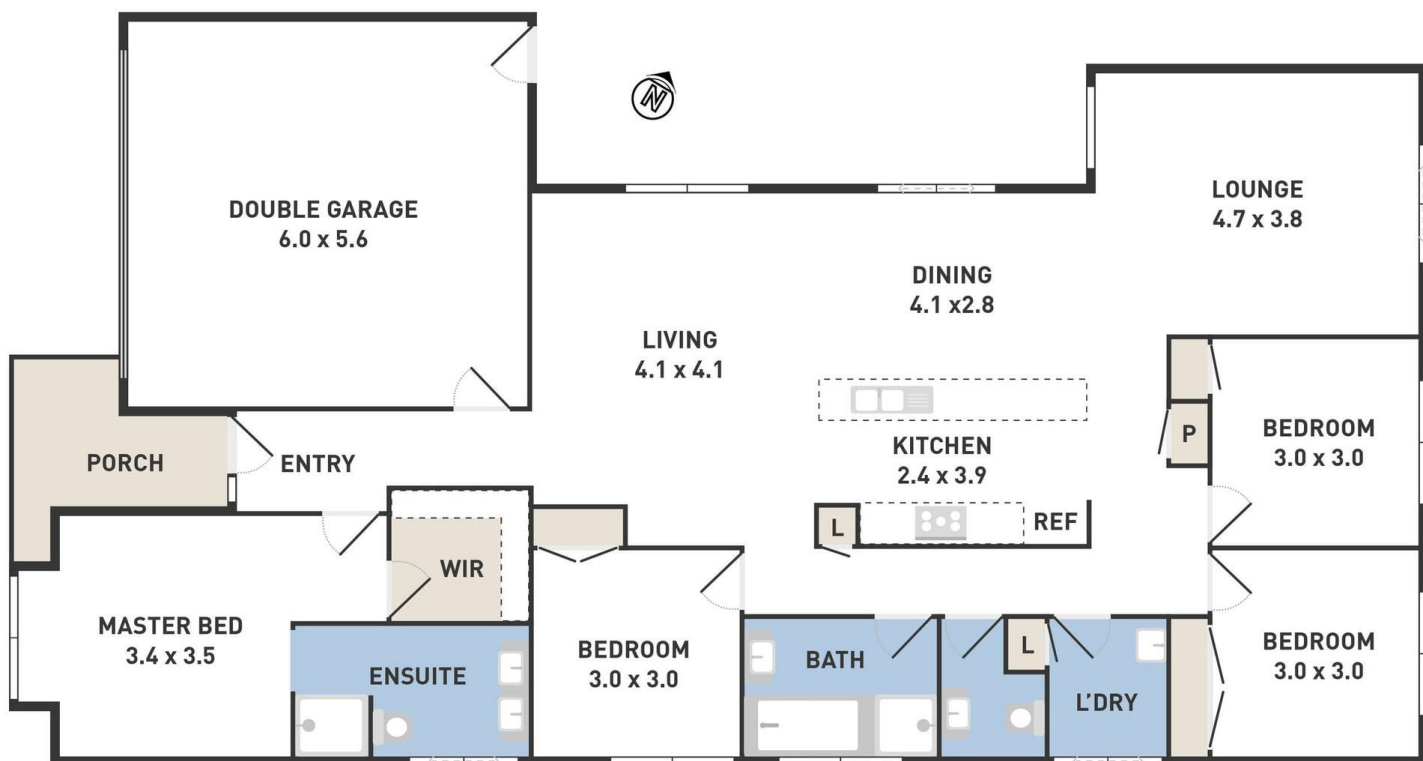 DOUBLE GARAGE
6.0 x 5.6
N
LOUNGE
4.7 x 3.8
DINING
4.1 x2.8
LIVING
4.1 x 4.1
KITCHEN
2.4 x 3.9
P
BEDROOM
3.0 x 3.0
PORCH
ENTRY
L
REF
WIR
MASTER BED
3.4 x 3.5
ENSUITE
BEDROOM
3.0 x 3.0
BATH
L
L'DRY
BEDROOM
3.0 x 3.0